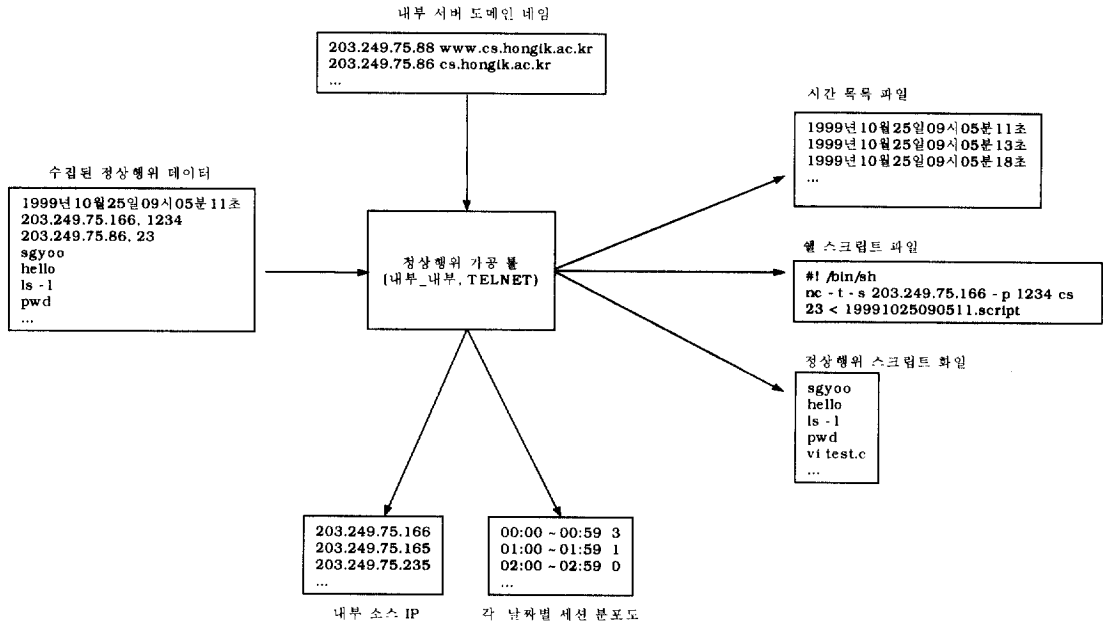 내부 서버 도메인 네임
203.249.75.88 www.cs.hongik.ac.kr
203.249.75.86 cs.hongik.ac.kr
...
시간 목록 파일
1999년10월25일09시05분11초
1999년10월25일09시05분13초
1999년10월25일09시05분18초
...
수집된 정상행위 데이터
1999년10월25일09시05분11초
203.249.75.166, 1234
203.249.75.86, 23
sgyoo
hello
ls - l
pwd
...
정상행위 가공 툴
(내부_내부, TELNET)
쉘 스크립트 파일
#! /bin/sh
nc - t - s 203.249.75.166 - p 1234 cs
23 < 19991025090511.script
정상행위 스크립트 화일
sgyoo
hello
ls - l
pwd
vi test.c
...
203.249.75.166
203.249.75.165
203.249.75.235
...
내부 소스 IP
00:00 ~ 00:59 3
01:00 ~ 01:59 1
02:00 ~ 02:59 0
...
각 날짜별 세션 분포도